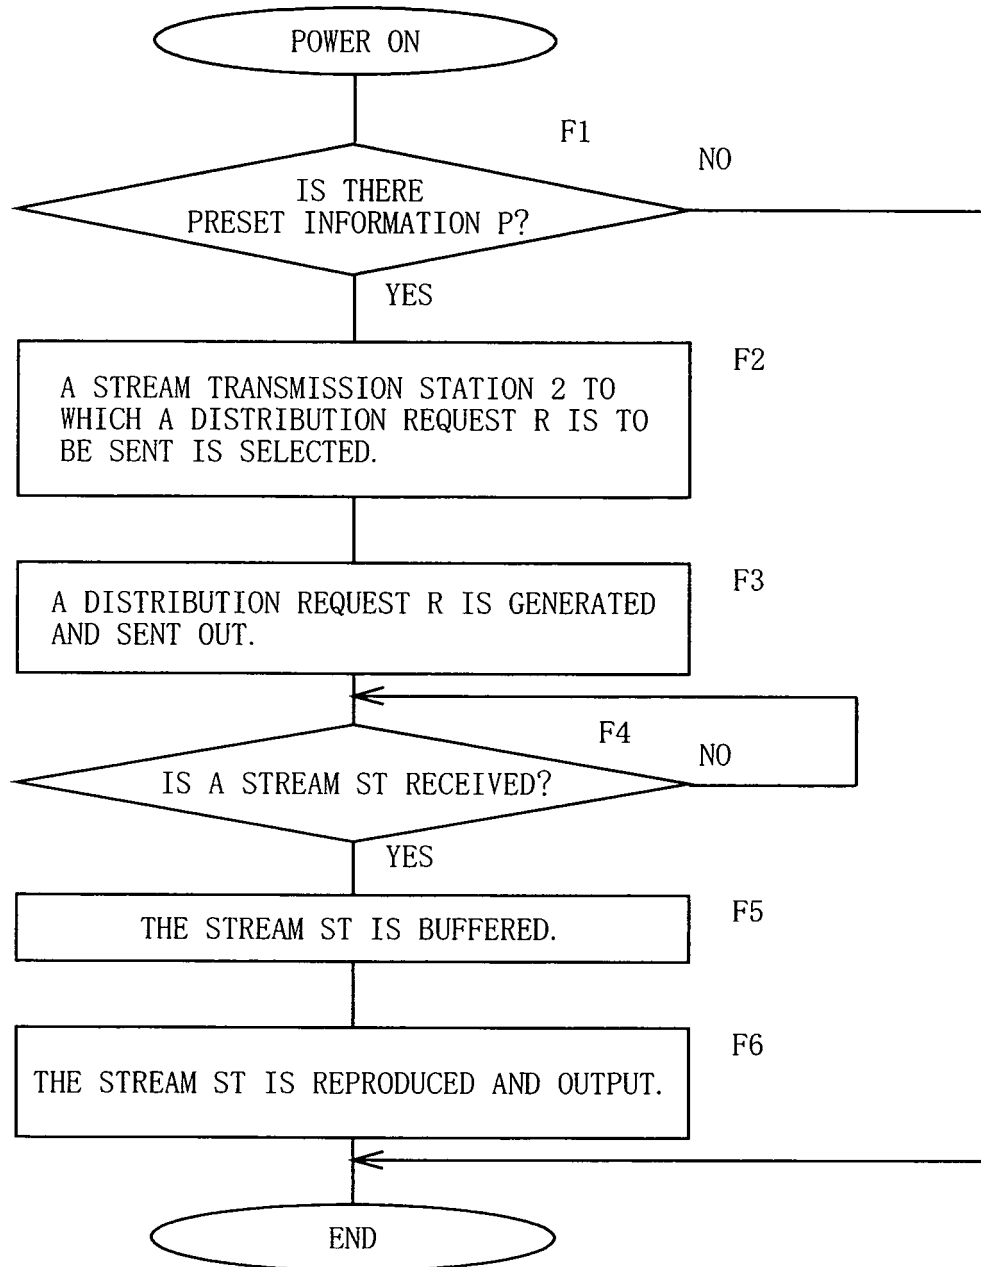 POWER ON
F1
NO
IS THERE
PRESET INFORMATION P?
YES
F2
A STREAM TRANSMISSION STATION 2 TO
WHICH A DISTRIBUTION REQUEST R IS TO
BE SENT IS SELECTED.
F3
A DISTRIBUTION REQUEST R IS GENERATED
AND SENT OUT.
F4
NO
IS A STREAM ST RECEIVED?
YES
F5
THE STREAM ST IS BUFFERED.
F6
THE STREAM ST IS REPRODUCED AND OUTPUT.
END